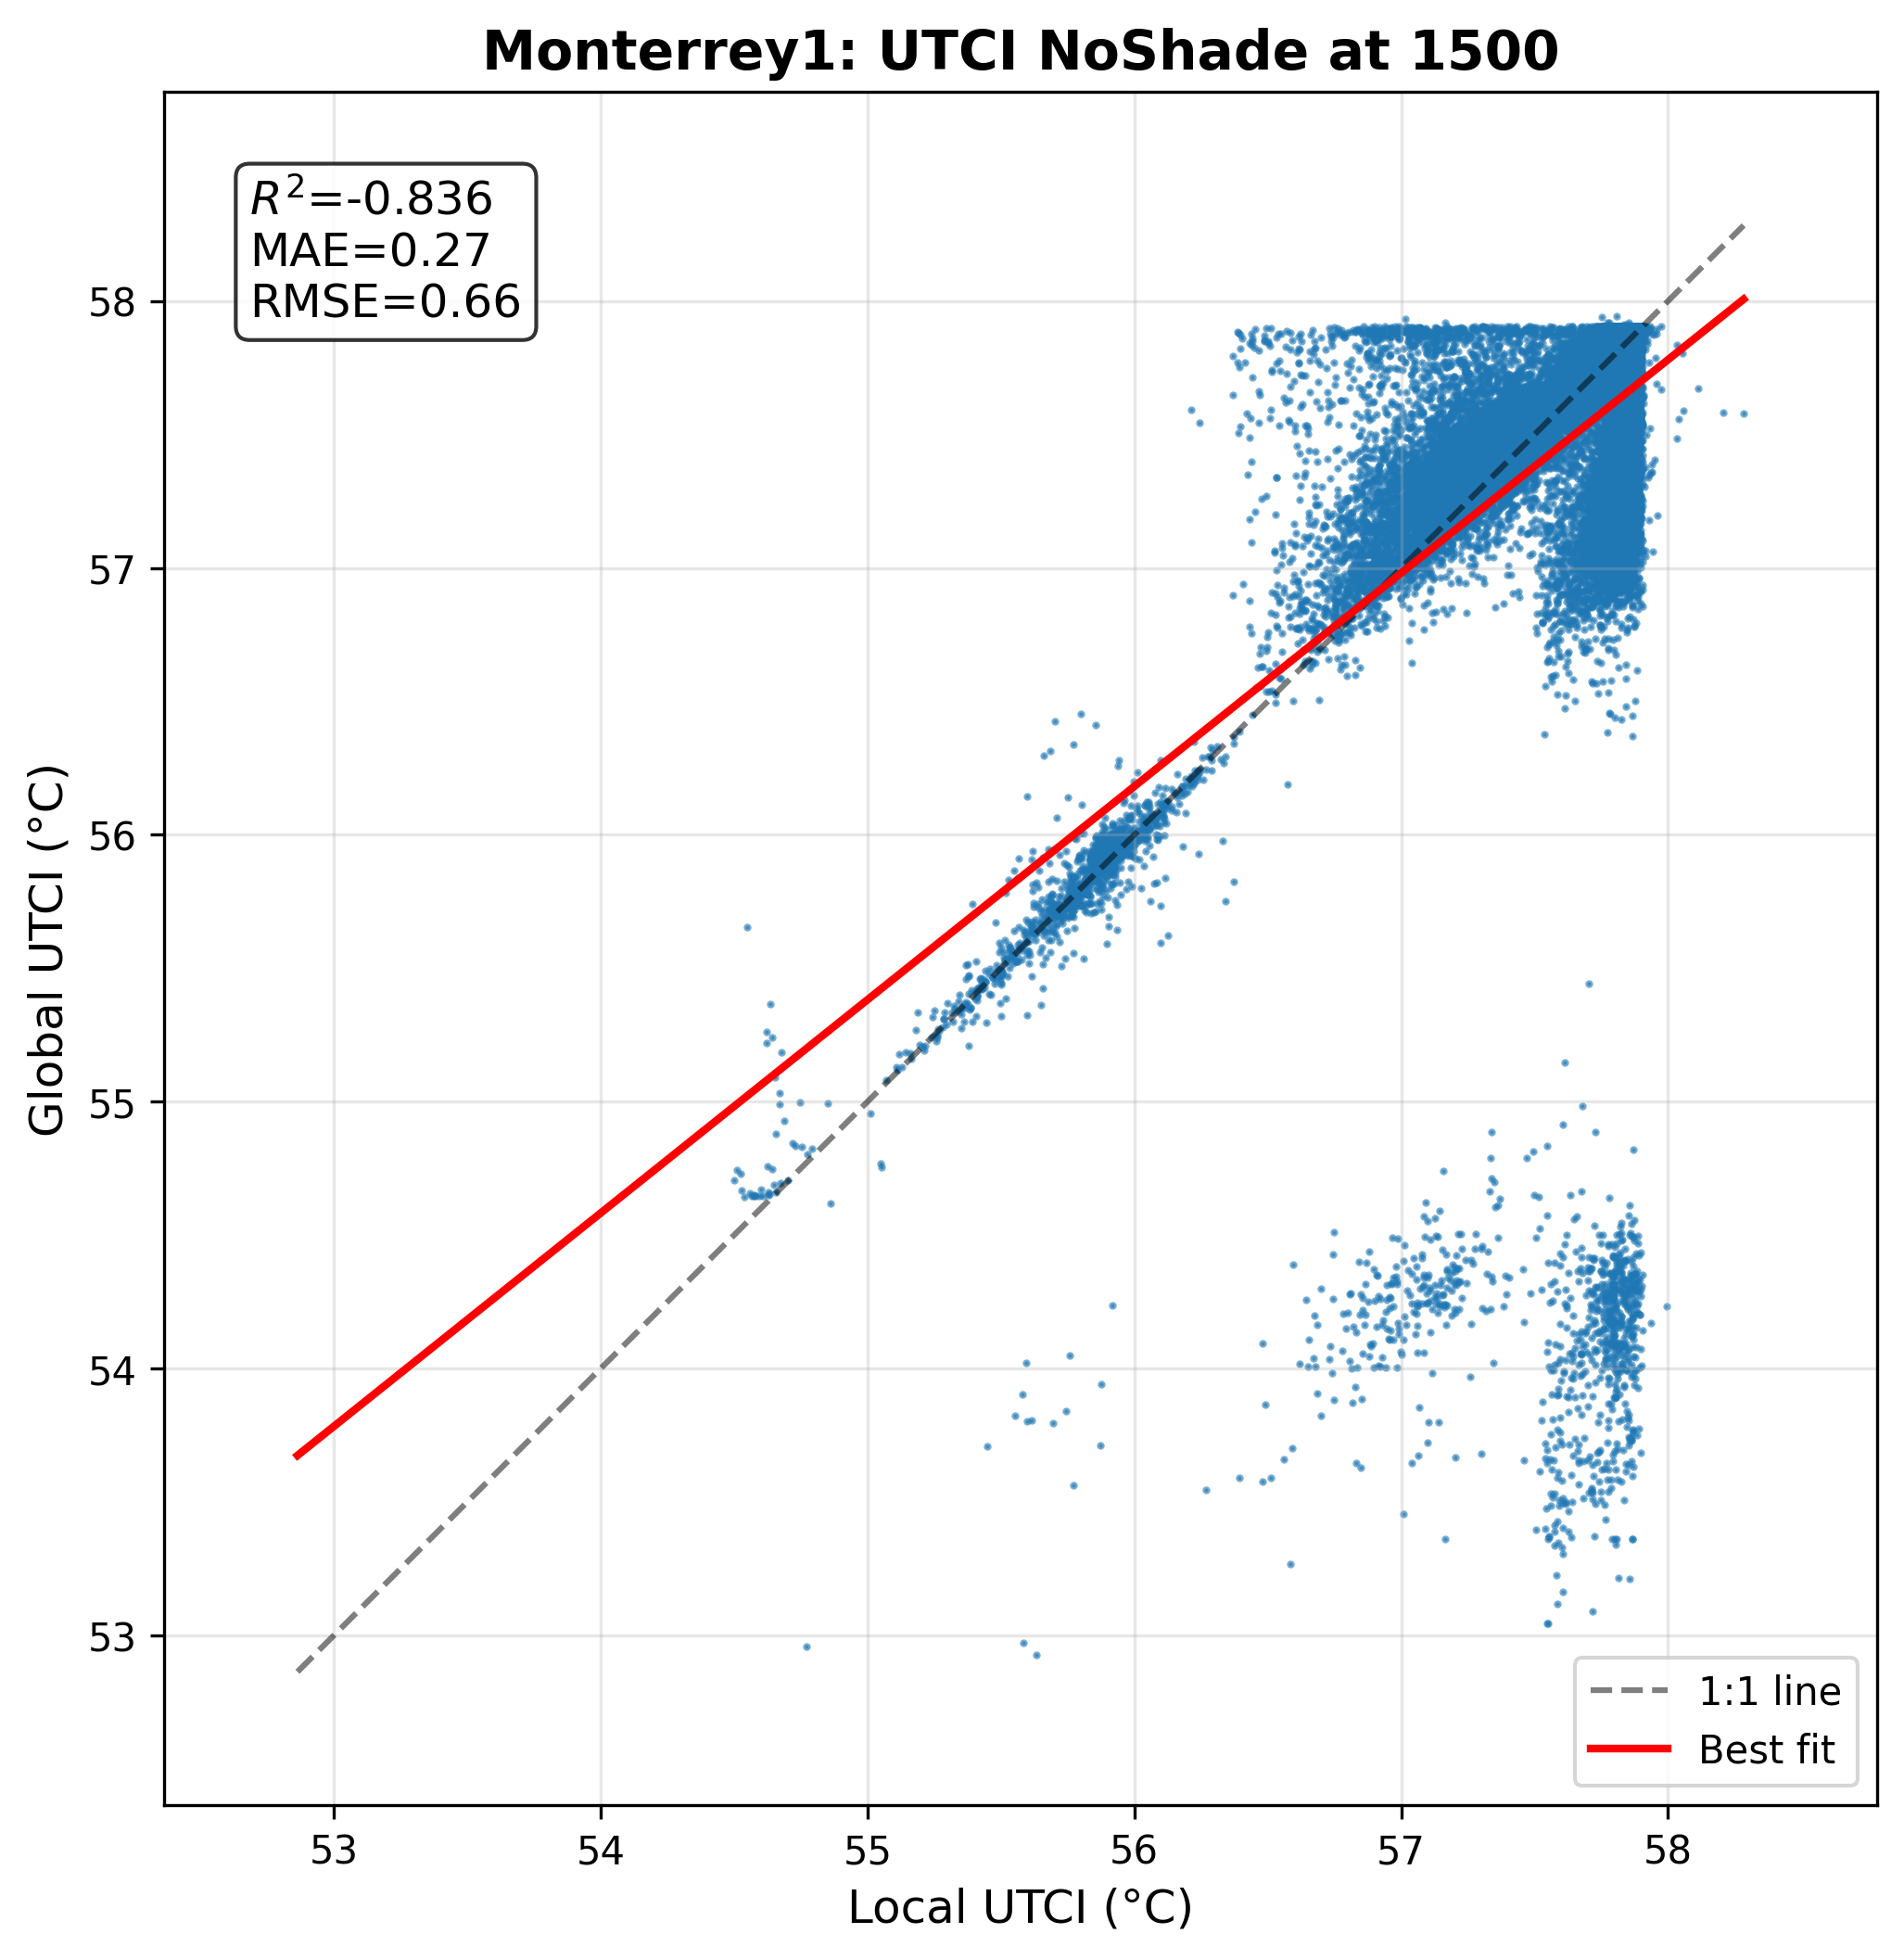 Monterrey1: UTCI NoShade at 1500
R²=-0.836
MAE=0.27
RMSE=0.66
Global UTCI (°C)
58
57
56
55
54
53
53 54 55 56 57 58
Local UTCI (°C)
1:1 line
Best fit